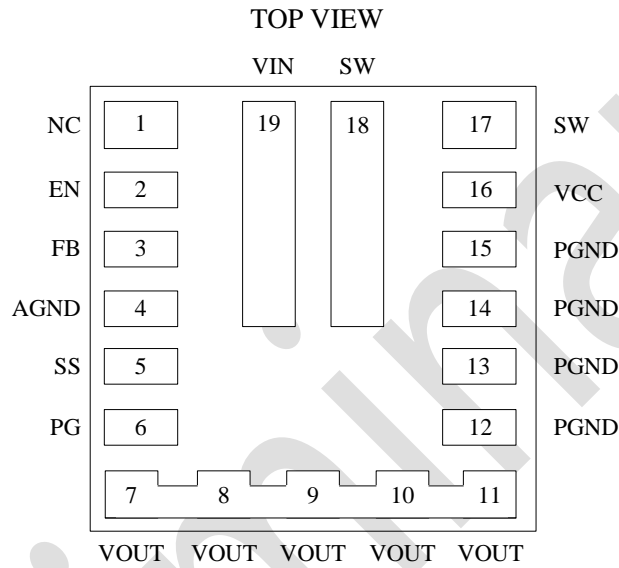 TOP VIEW
VIN SW
NC 1 19 18 17 SW
EN 2 16 VCC
FB 3 15 PGND
AGND 4 14 PGND
SS 5 13 PGND
PG 6 12 PGND
7 8 9 10 11
VOUT VOUT VOUT VOUT VOUT